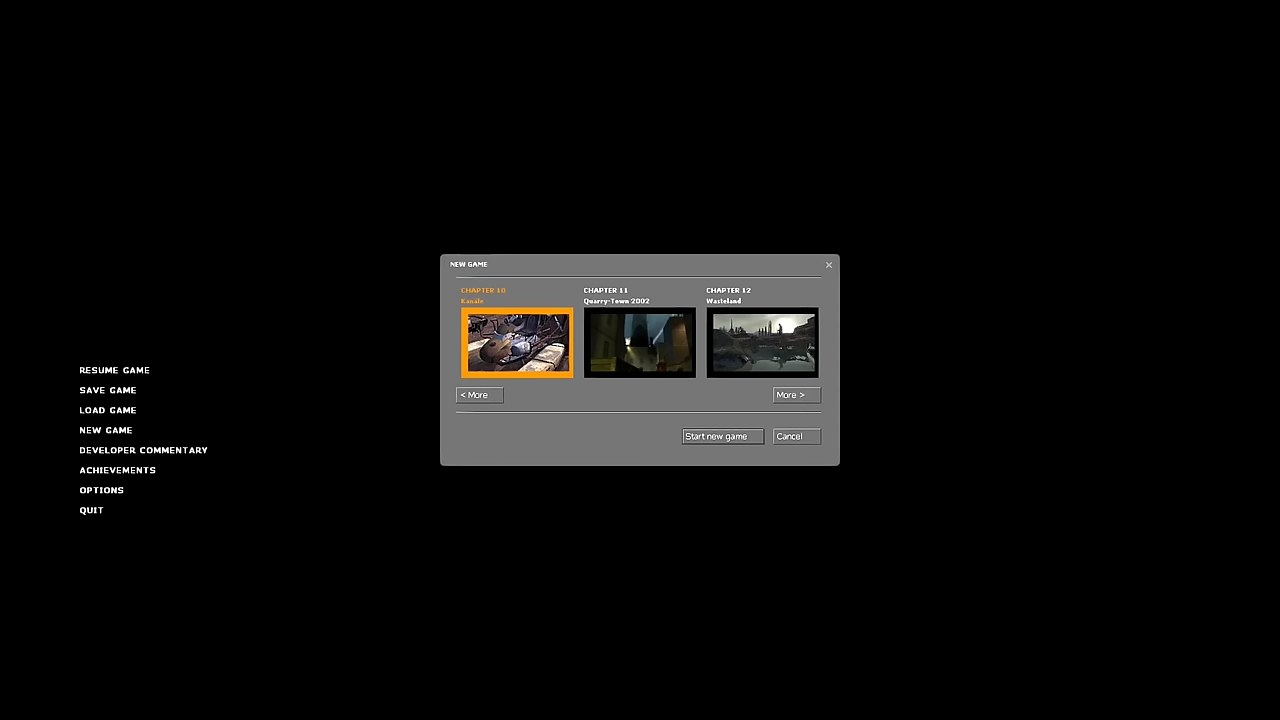 NEW GAME
CHAPTER 10
Kanäle
CHAPTER 11
Quarry-Town 2002
CHAPTER 12
Wasteland
< More
More >
Start new game
Cancel
RESUME GAME
SAVE GAME
LOAD GAME
NEW GAME
DEVELOPER COMMENTARY
ACHIEVEMENTS
OPTIONS
QUIT